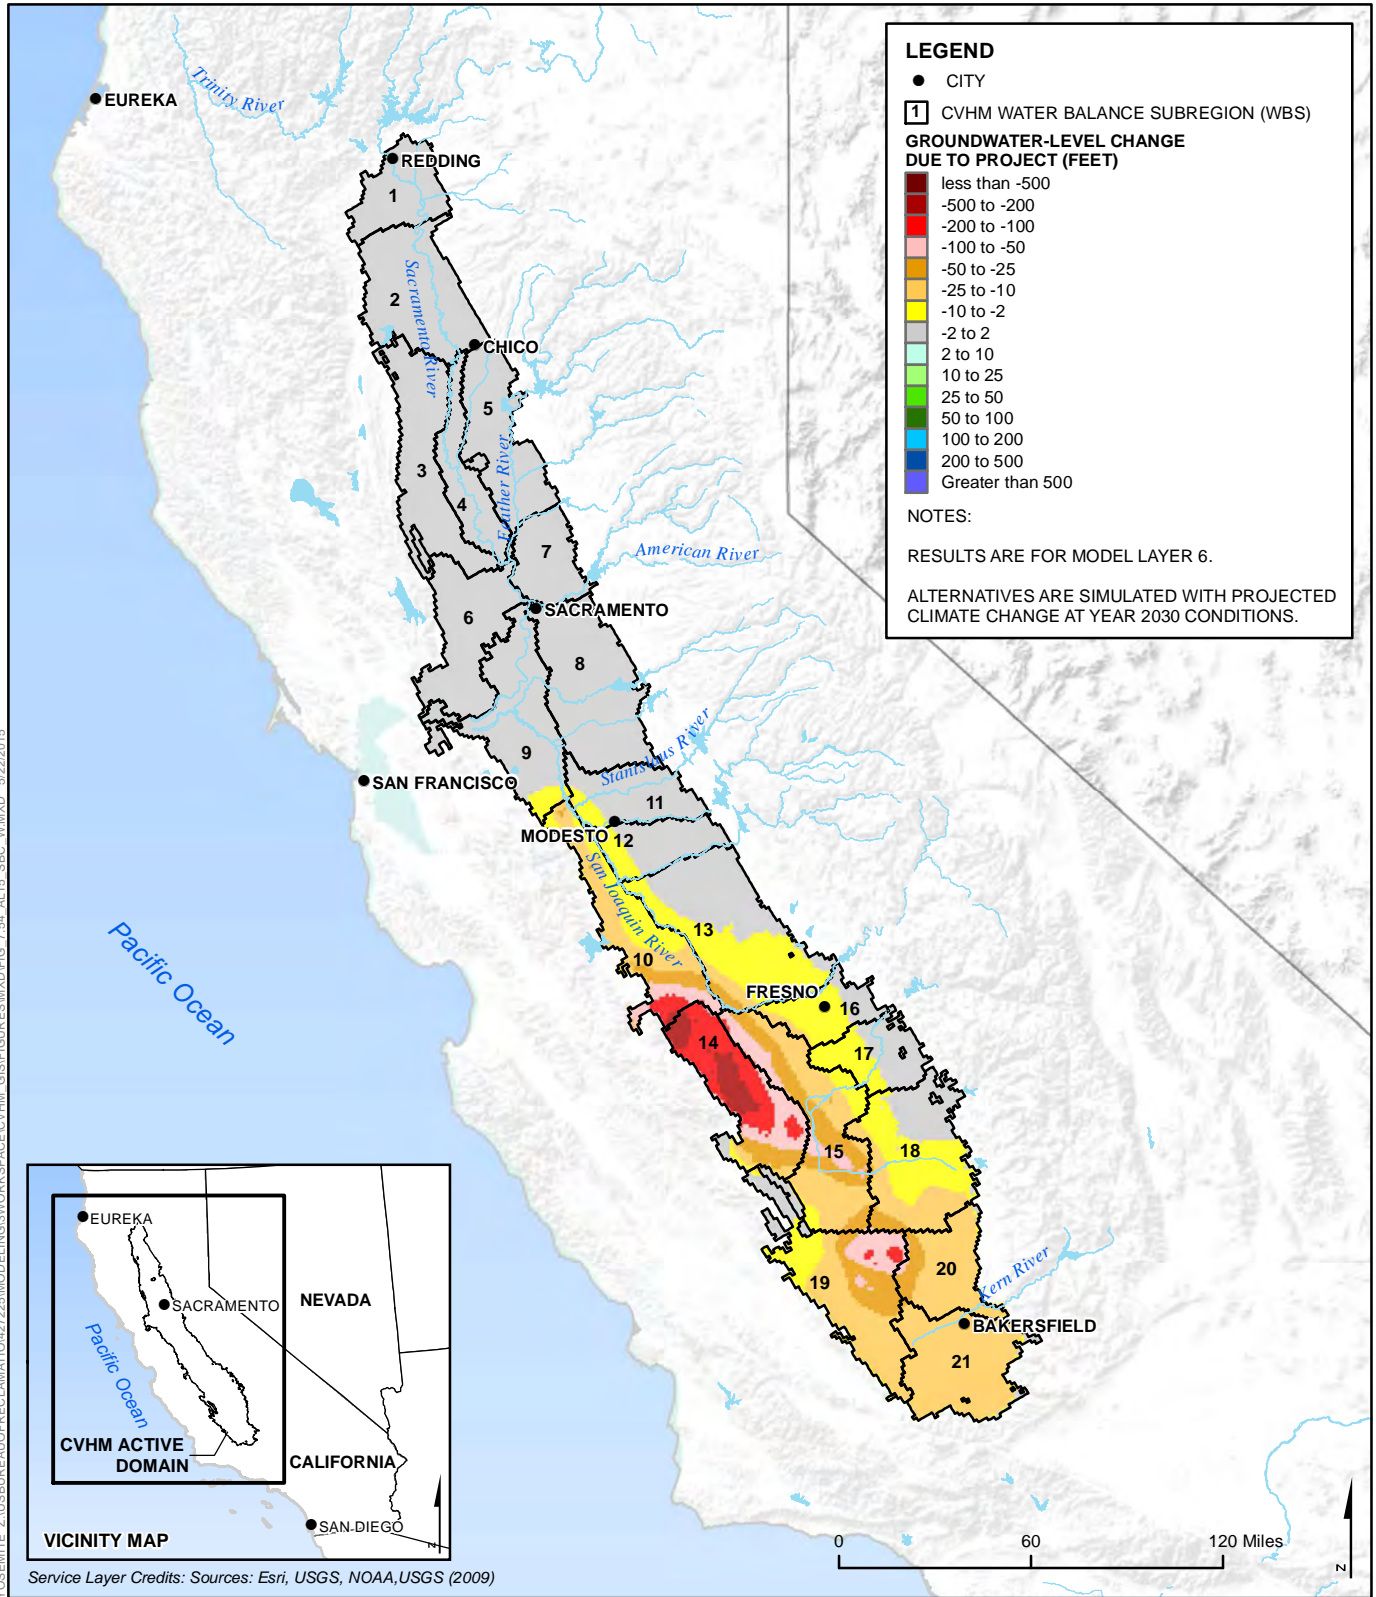 LEGEND
CITY
1 CVHM WATER BALANCE SUBREGION (WBS)
GROUNDWATER-LEVEL CHANGE
DUE TO PROJECT (FEET)
less than -500
-500 to -200
-200 to -100
-100 to -50
-50 to -25
-25 to -10
-10 to -2
-2 to 2
2 to 10
10 to 25
25 to 50
50 to 100
100 to 200
200 to 500
Greater than 500
NOTES:
RESULTS ARE FOR MODEL LAYER 6.
ALTERNATIVES ARE SIMULATED WITH PROJECTED
CLIMATE CHANGE AT YEAR 2030 CONDITIONS.
Trinity River
EUREKA
REDDING
1
2
Sacramento River
CHICO
5
3
Feather River
4
7
American River
6
SACRAMENTO
8
Stanislaus River
9
SAN FRANCISCO
11
MODESTO
12
San Joaquin River
13
10
Pacific Ocean
FRESNO
16
14
17
15
18
19
20
Kern River
BAKERSFIELD
21
EUREKA
SACRAMENTO
NEVADA
Pacific Ocean
CVHM ACTIVE
DOMAIN
CALIFORNIA
SAN DIEGO
VICINITY MAP
N
0 60 120 Miles
N
Service Layer Credits: Sources: Esri, USGS, NOAA,USGS (2009)